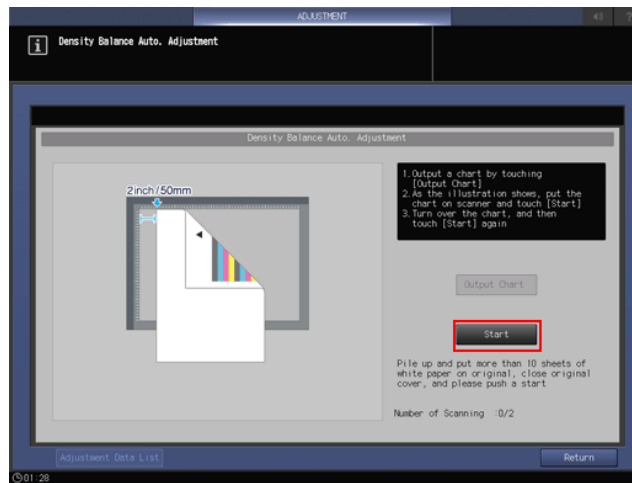 ADJUSTMENT
Density Balance Auto. Adjustment
Density Balance Auto. Adjustment
2inch/50mm
1.Output a chart by touching
[Output Chart]
2.As the illustration shows, put the
chart on scanner and touch [Start]
3.Turn over the chart, and then
touch [Start] again
Output Chart
Start
Pile up and put more than 10 sheets of
white paper on original, close original
cover, and please push a start
Number of Scanning :0/2
Adjustment Data List
Return
01:28